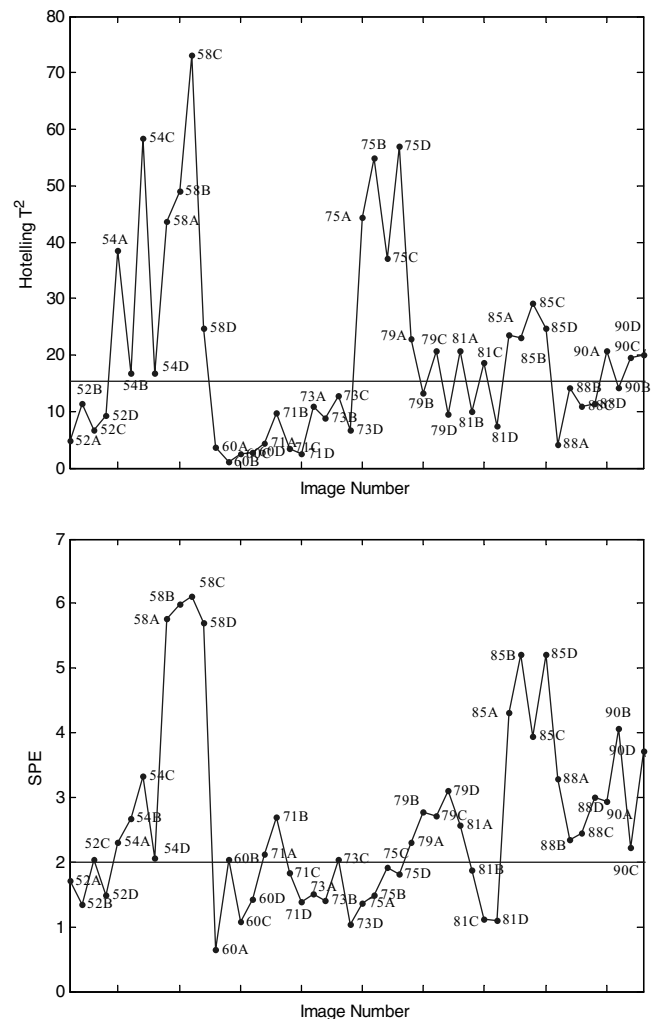 80
70
60
50
40
30
20
10
0
Hotelling T²
52A
52B
52C
52D
54A
54B
54C
54D
58A
58B
58C
58D
60A
60B
60C
60D
71A
71B
71C
71D
73A
73B
73C
73D
75A
75B
75C
75D
79A
79B
79C
79D
81A
81B
81C
81D
85A
85B
85C
85D
88A
88B
88C
88D
90A
90B
90C
90D
Image Number
7
6
5
4
3
2
1
0
SPE
52A
52B
52C
52D
54A
54B
54C
54D
58A
58B
58C
58D
60A
60B
60C
60D
71A
71B
71C
71D
73A
73B
73C
73D
75A
75B
75C
75D
79A
79B
79C
79D
81A
81B
81C
81D
85A
85B
85C
85D
88A
88B
88C
88D
90A
90B
90C
90D
Image Number